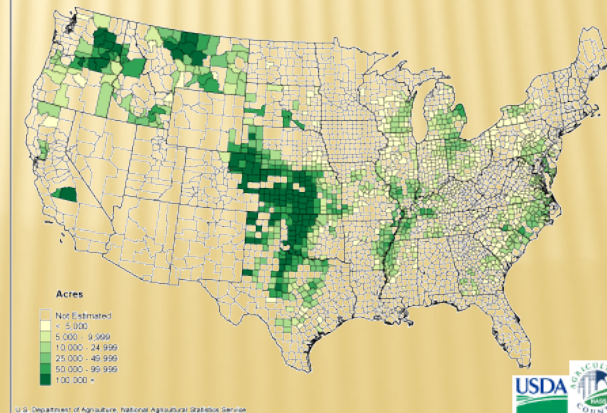 Acres
Not Estimated
< 5,000
5,000 - 9,999
10,000 - 24,999
25,000 - 49,999
50,000 - 99,999
100,000 +
U.S. Department of Agriculture, National Agricultural Statistics Service
USDA
NASS